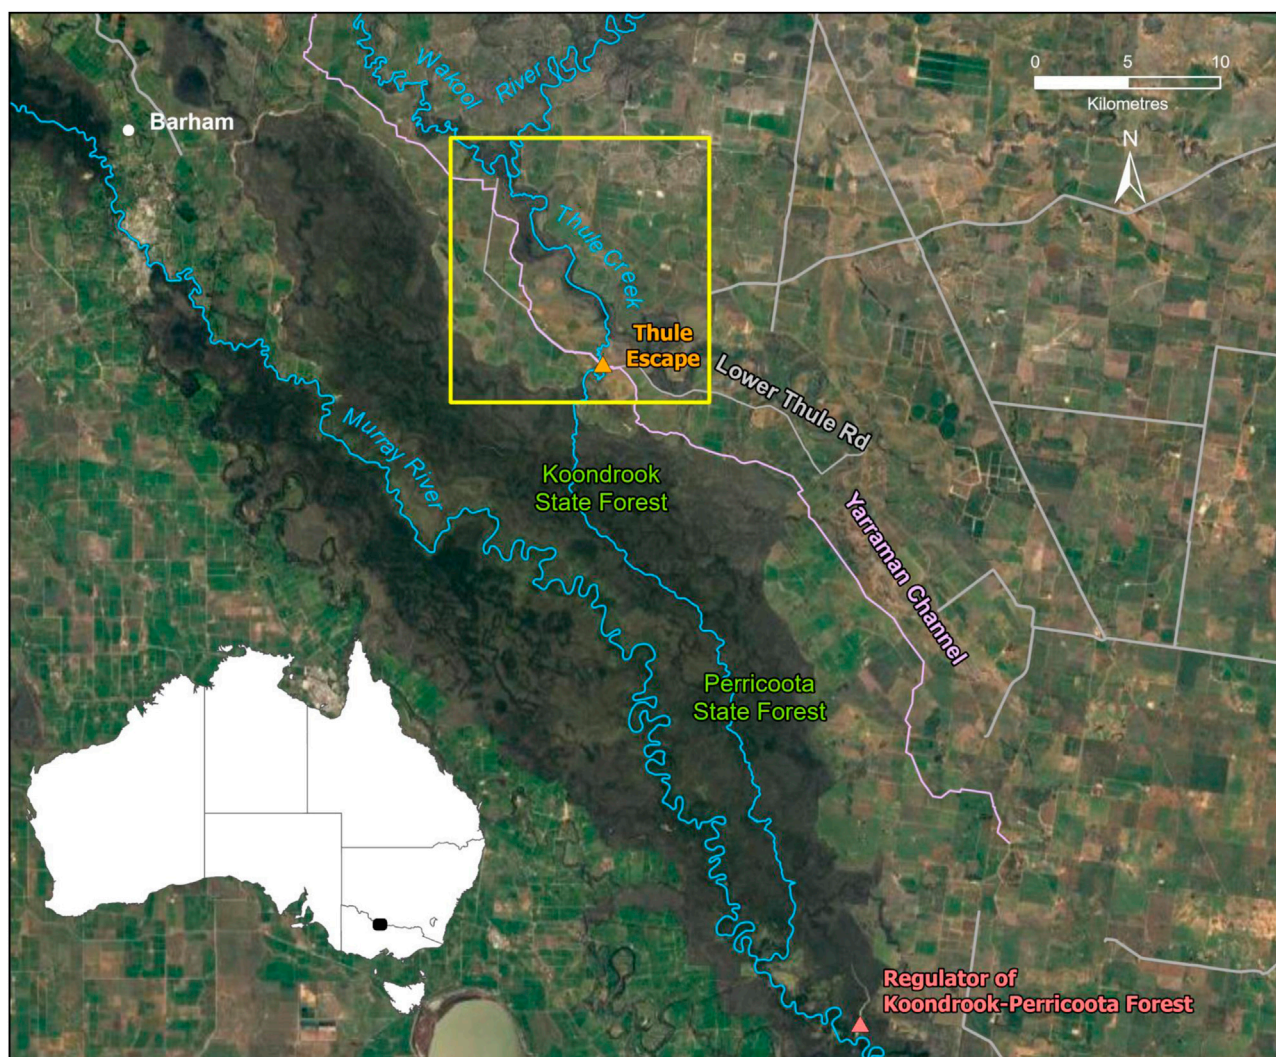 0 5 10
Kilometres
N
Wakool
River
Barham
Thule Creek
Thule
Escape
Lower Thule Rd
Murray River
Koondrook
State Forest
Yarraman Channel
Perricoota
State Forest
Regulator of
Koondrook-Perricoota Forest